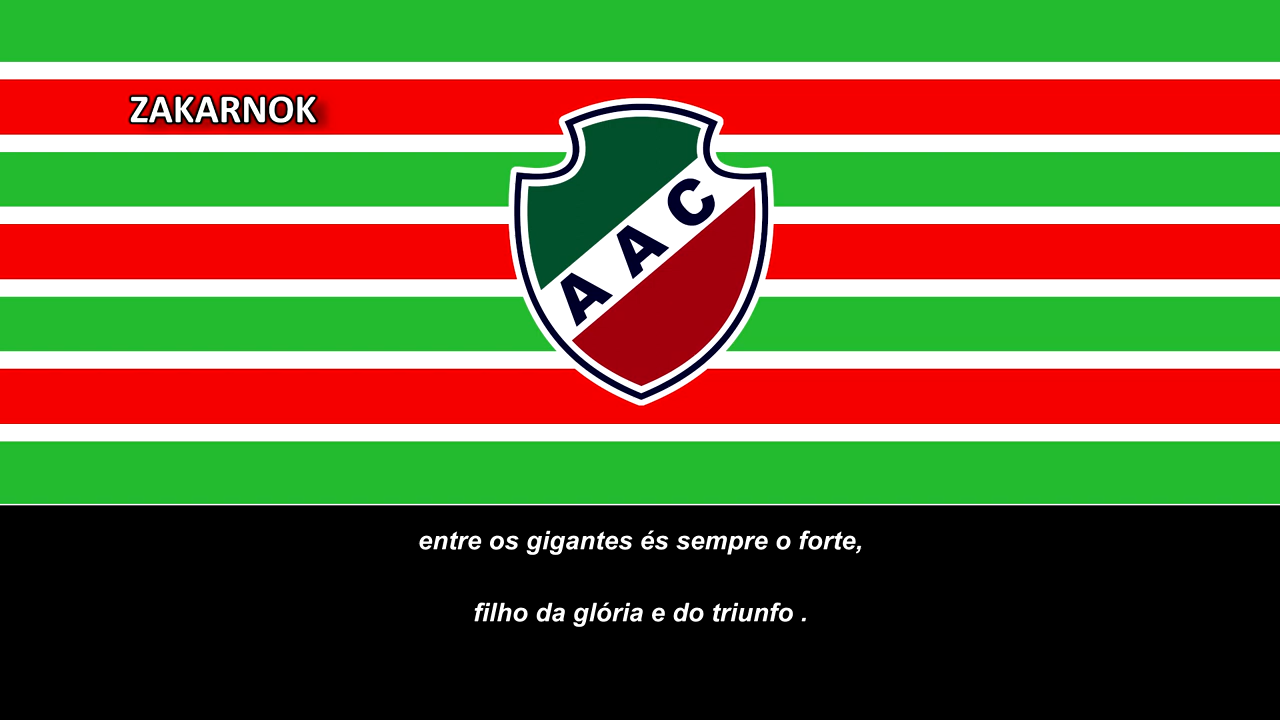 ZAKARNOK
AAC
entre os gigantes és sempre o forte,
filho da glória e do triunfo .